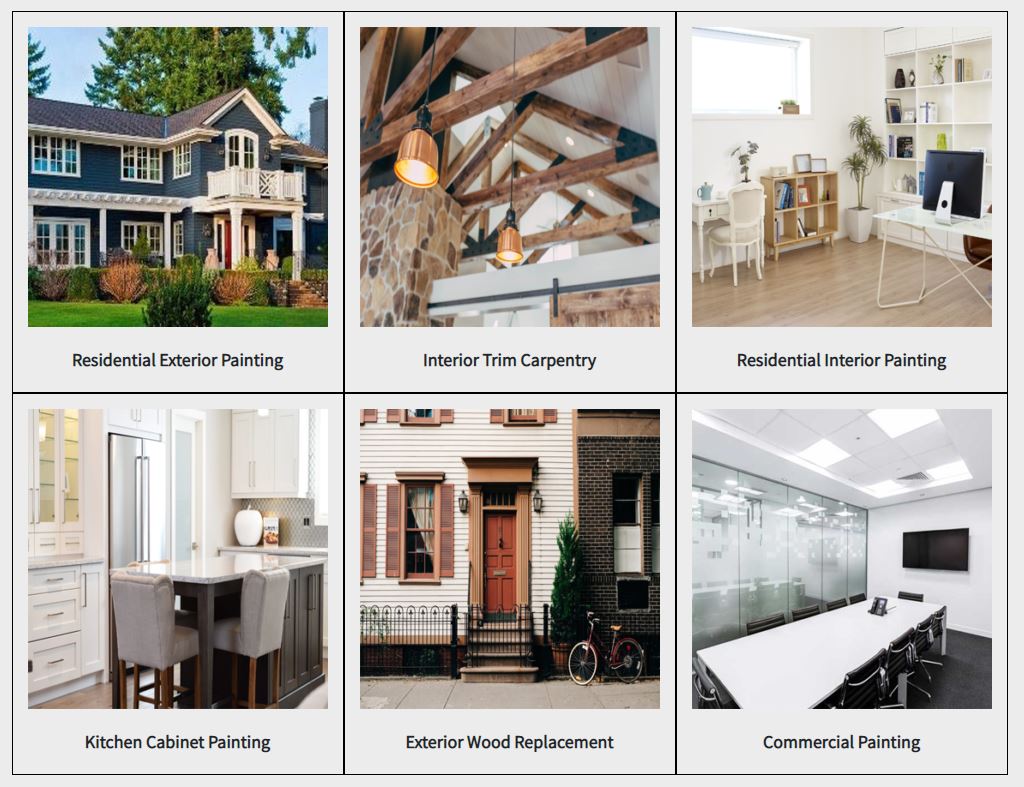 Residential Exterior Painting
Interior Trim Carpentry
Residential Interior Painting
Kitchen Cabinet Painting
Exterior Wood Replacement
Commercial Painting